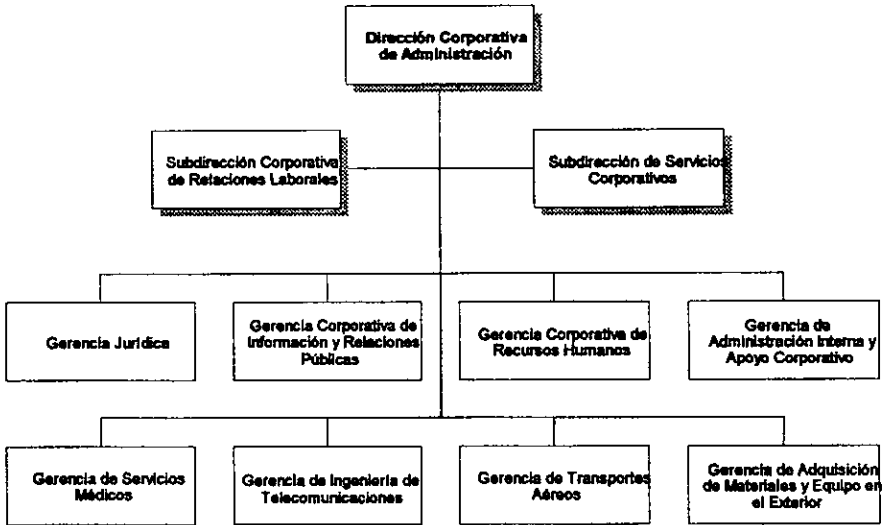 Dirección Corporativa
de Administración
Subdirección Corporativa
de Relaciones Laborales
Subdirección de Servicios
Corporativos
Gerencia Jurídica
Gerencia Corporativa de
Información y Relaciones
Públicas
Gerencia Corporativa de
Recursos Humanos
Gerencia de
Administración Interna y
Apoyo Corporativo
Gerencia de Servicios
Médicos
Gerencia de Ingeniería de
Telecomunicaciones
Gerencia de Transportes
Aéreos
Gerencia de Adquisición
de Materiales y Equipo en
el Exterior